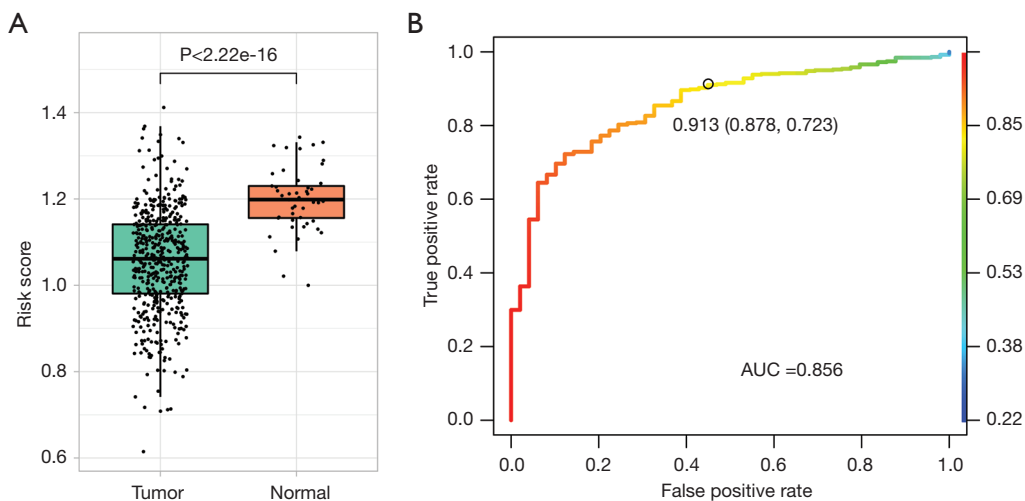 A
P<2.22e-16
Risk score
1.4
1.2
1.0
0.8
0.6
Tumor
Normal
B
True positive rate
1.0
0.8
0.6
0.4
0.2
0.0
0.913 (0.878, 0.723)
AUC =0.856
0.85
0.69
0.53
0.38
0.22
0.0
0.2
0.4
0.6
0.8
1.0
False positive rate